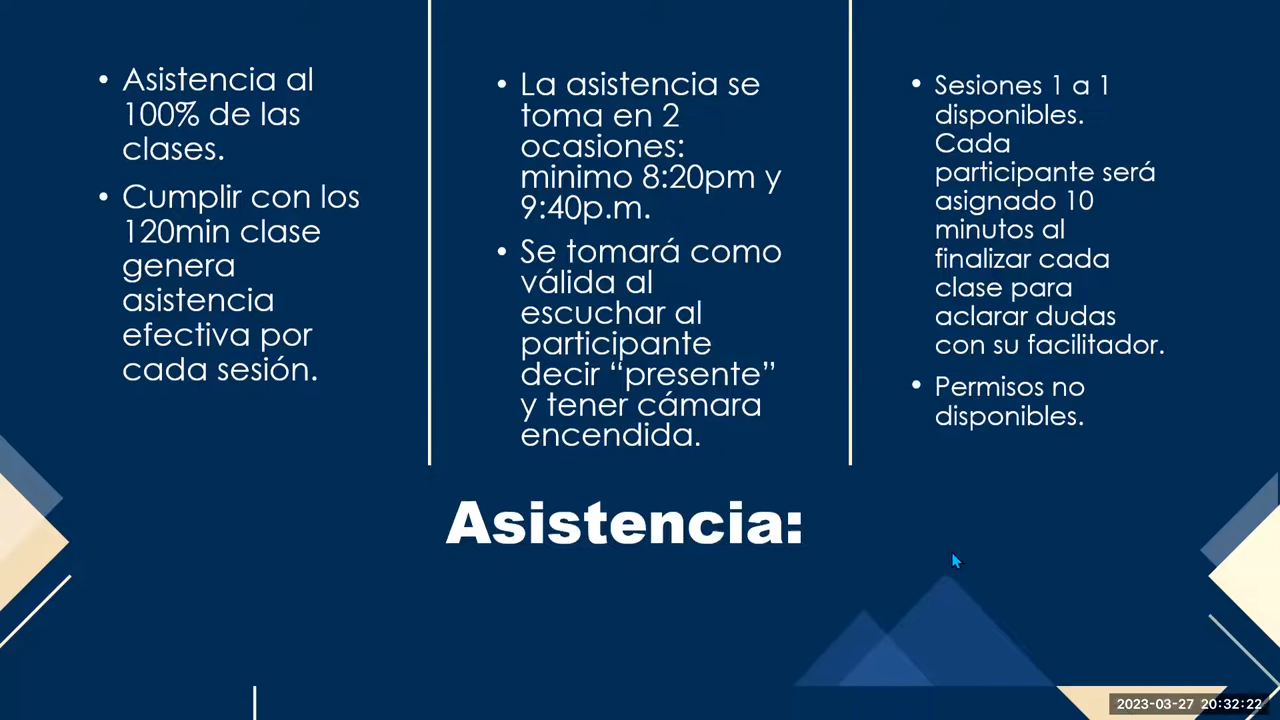 • Asistencia al
100% de las
clases.
• Cumplir con los
120min clase
genera
asistencia
efectiva por
cada sesión.
• La asistencia se
toma en 2
ocasiones:
minimo 8:20pm y
9:40p.m.
• Se tomará como
válida al
escuchar al
participante
decir “presente”
y tener cámara
encendida.
• Sesiones 1 a 1
disponibles.
Cada
participante será
asignado 10
minutos al
finalizar cada
clase para
aclarar dudas
con su facilitador.
• Permisos no
disponibles.
Asistencia:
2023-03-27 20:32:22